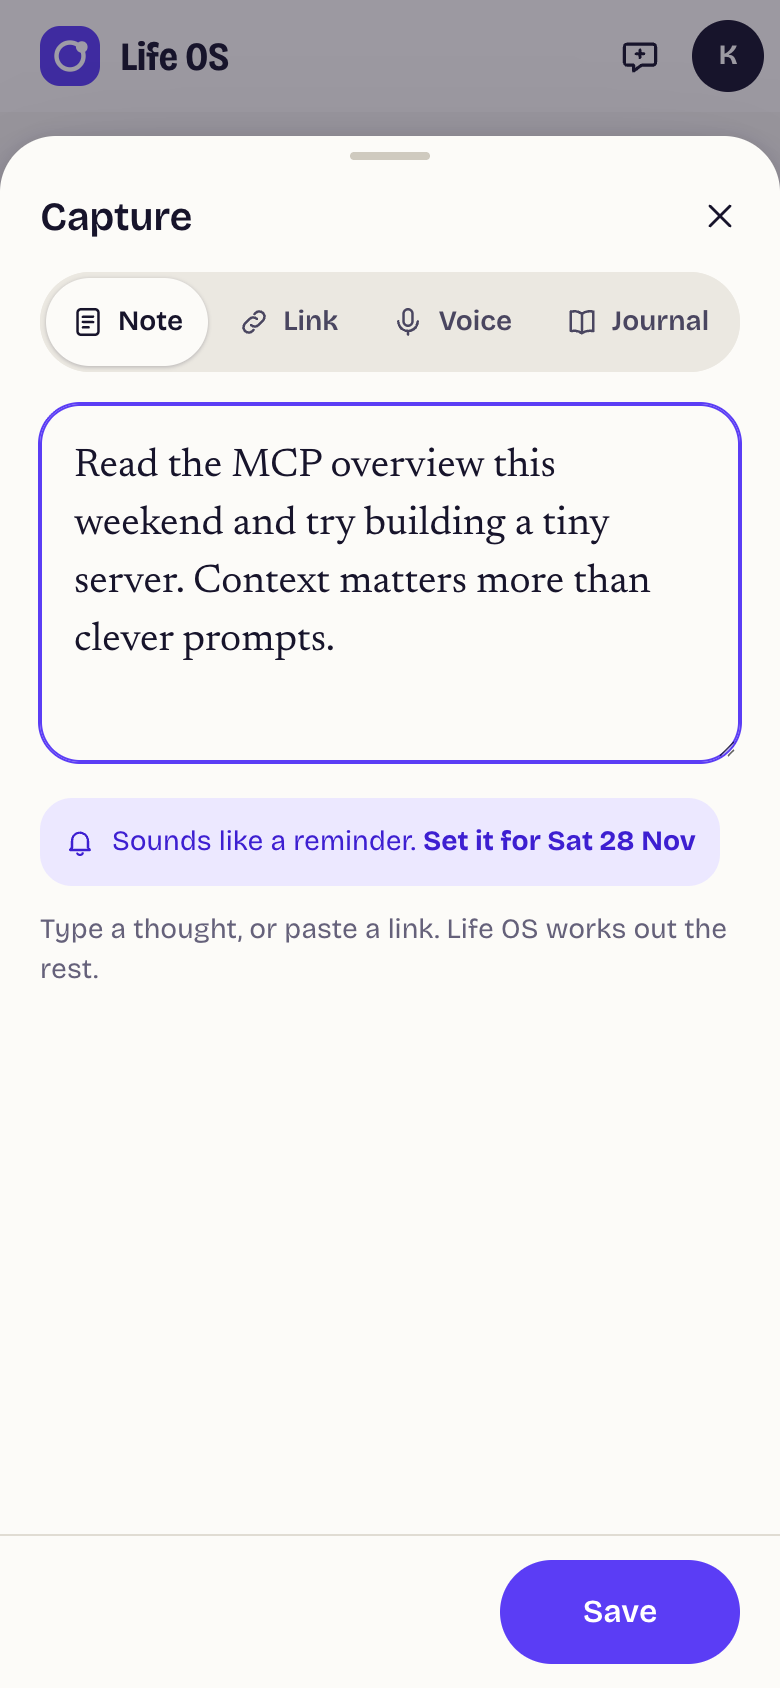 Life OS
K
Capture
Note
Link
Voice
Journal
Read the MCP overview this
weekend and try building a tiny
server. Context matters more than
clever prompts.
Sounds like a reminder. Set it for Sat 28 Nov
Type a thought, or paste a link. Life OS works out the
rest.
Save